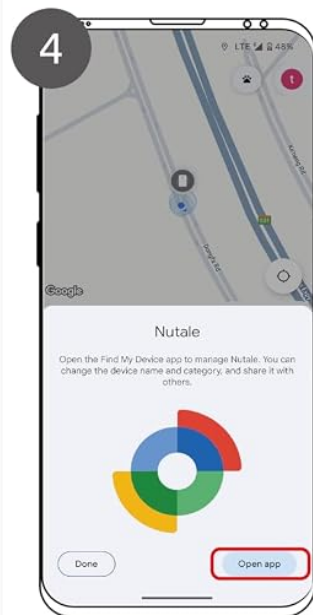 4
LTE 48%
t
Google
Nutale
Open the Find My Device app to manage Nutale. You can
change the device name and category, and share it with
others.
Done
Open app